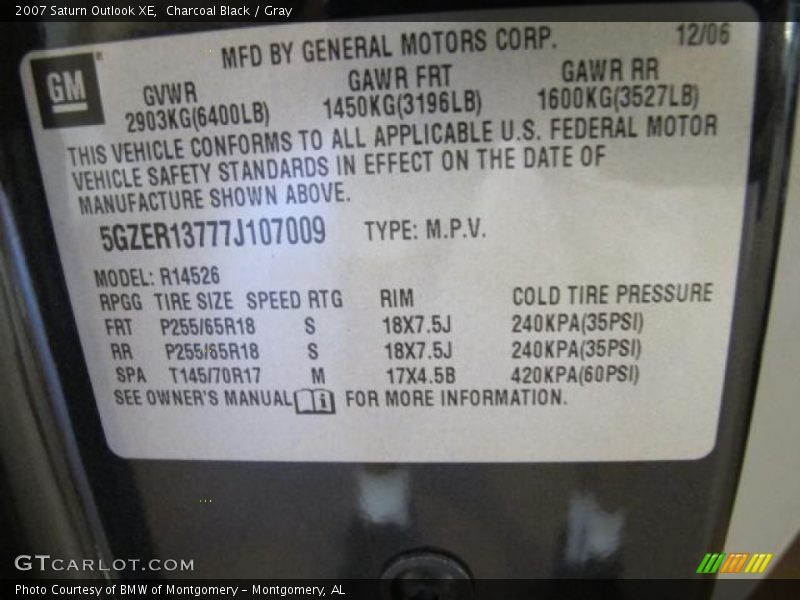 2007 Saturn Outlook XE, Charcoal Black / Gray
MFD BY GENERAL MOTORS CORP. 12/06
GM
GVWR GAWR FRT GAWR RR
2903KG(6400LB) 1450KG(3196LB) 1600KG(3527LB)
THIS VEHICLE CONFORMS TO ALL APPLICABLE U.S. FEDERAL MOTOR
VEHICLE SAFETY STANDARDS IN EFFECT ON THE DATE OF
MANUFACTURE SHOWN ABOVE.
5GZER13777J107009 TYPE: M.P.V.
MODEL: R14526
RPGG TIRE SIZE SPEED RTG RIM COLD TIRE PRESSURE
FRT P255/65R18 S 18X7.5J 240KPA(35PSI)
RR P255/65R18 S 18X7.5J 240KPA(35PSI)
SPA T145/70R17 M 17X4.5B 420KPA(60PSI)
SEE OWNER'S MANUAL FOR MORE INFORMATION.
GTCARLOT.COM
Photo Courtesy of BMW of Montgomery - Montgomery, AL